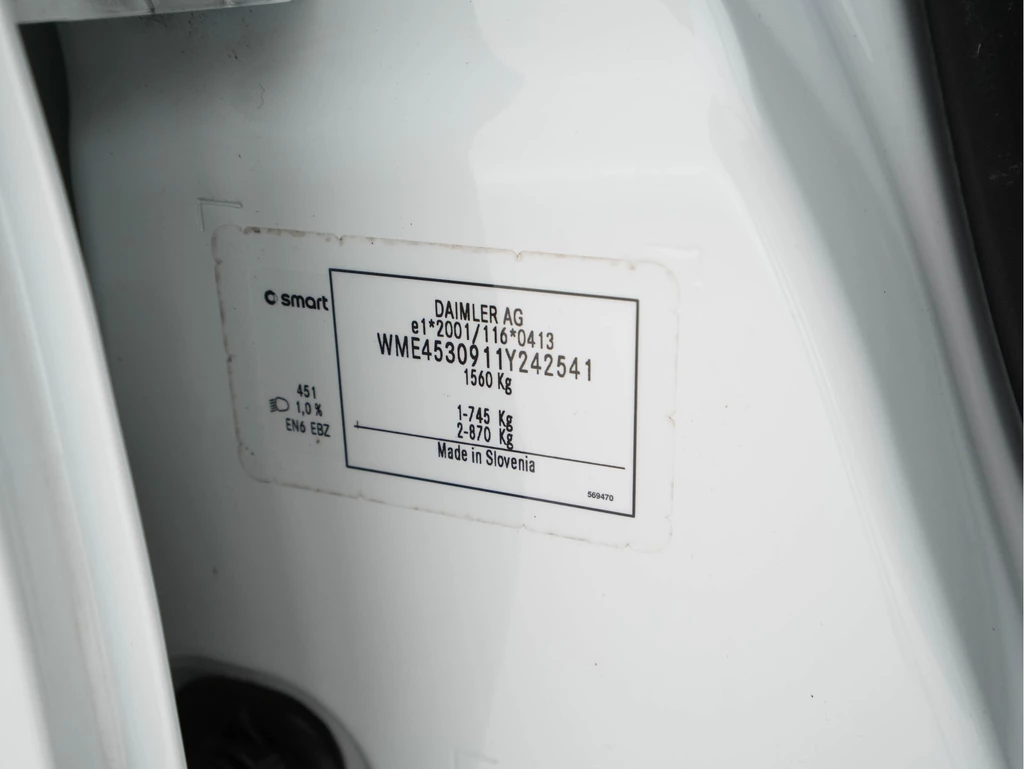 smart
DAIMLER AG
e1*2001/116*0413
WME4530911Y242541
1560 Kg
1-745 Kg
2-870 Kg
Made in Slovenia
569470
451
1,0 %
EN6 EBZ